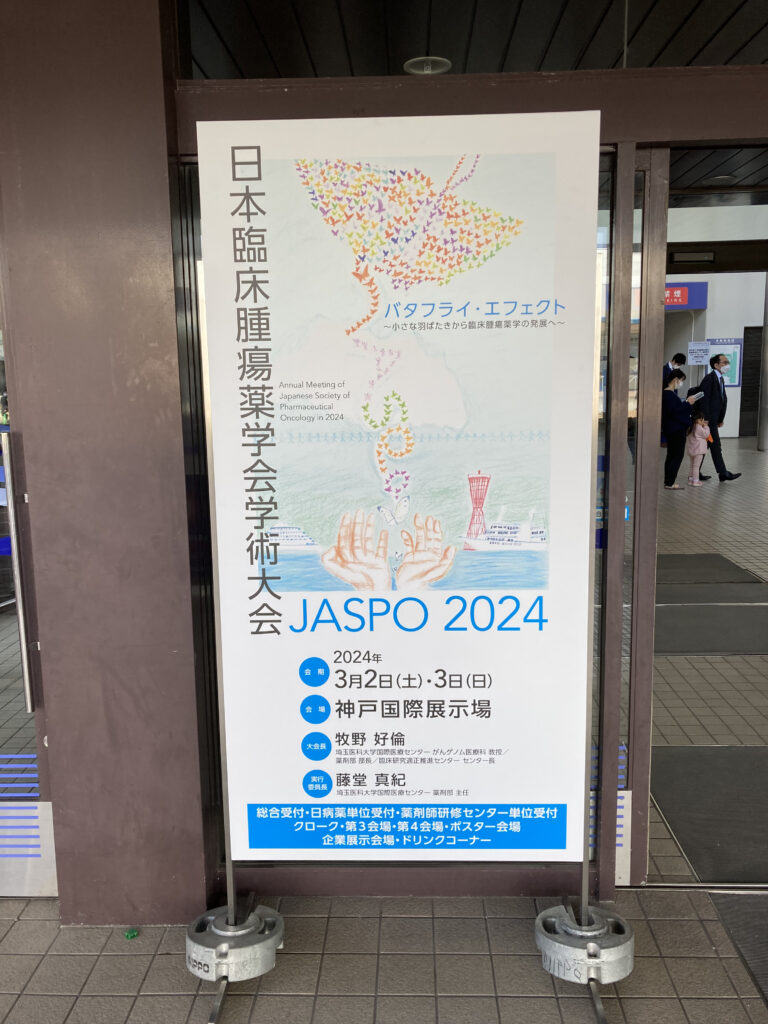 日本臨床腫瘍薬学会学術大会
バタフライ・エフェクト
〜小さな羽ばたきから臨床腫瘍薬学の発展へ〜
Annual Meeting of
Japanese Society of
Pharmaceutical
Oncology in 2024
JASPO 2024
会期
2024年
3月2日(土)・3日(日)
会場
神戸国際展示場
大会長
牧野 好倫
埼玉医科大学国際医療センター がんゲノム医療科 教授/
薬剤部 部長/臨床研究適正推進センター センター長
実行
委員長
藤堂 真紀
埼玉医科大学国際医療センター 薬剤部 主任
総合受付・日病薬単位受付・薬剤師研修センター単位受付
クローク・第3会場・第4会場・ポスター会場
企業展示会場・ドリンクコーナー